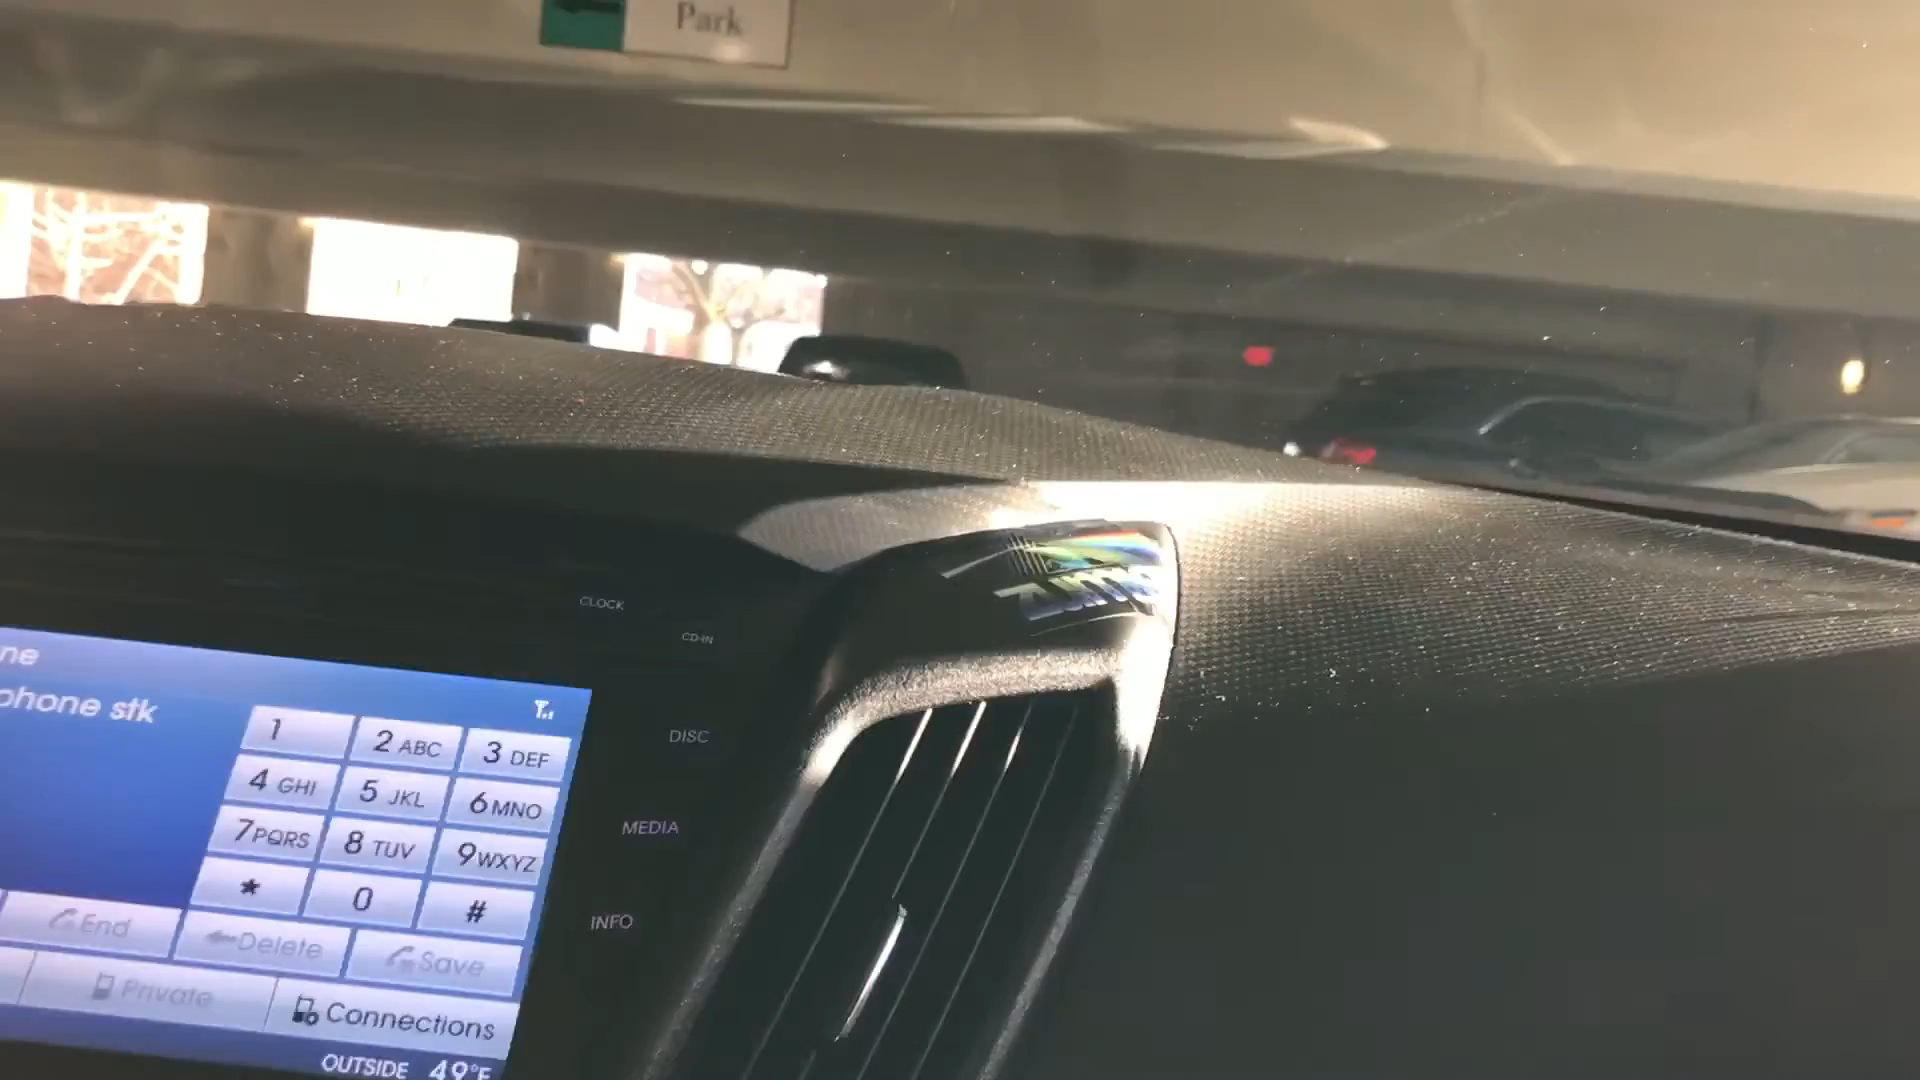 Park
CLOCK
CD-IN
ne
phone stk
1
2 ABC
3 DEF
DISC
4 GHI
5 JKL
6 MNO
7 PQRS
8 TUV
9 WXYZ
MEDIA
*
0
#
INFO
End
Delete
Save
Private
Connections
OUTSIDE 49°F